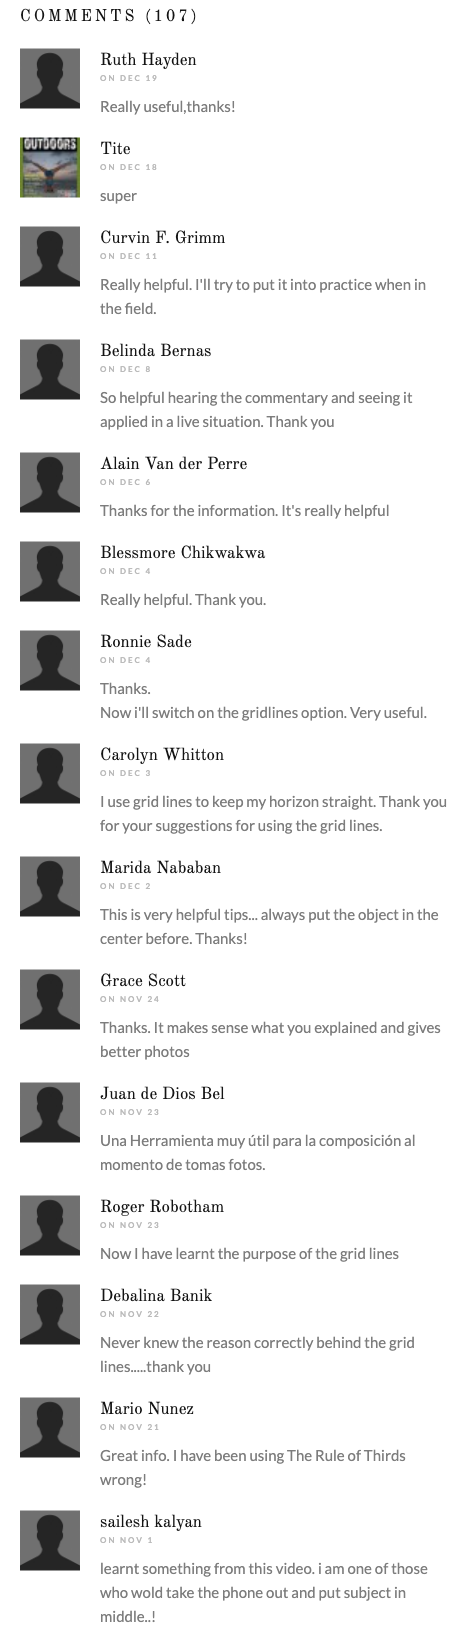 COMMENTS (107)
Ruth Hayden
ON DEC 19
Really useful,thanks!
OUTDOORS
Tite
ON DEC 18
super
Curvin F. Grimm
ON DEC 11
Really helpful. I'll try to put it into practice when in
the field.
Belinda Bernas
ON DEC 8
So helpful hearing the commentary and seeing it
applied in a live situation. Thank you
Alain Van der Perre
ON DEC 6
Thanks for the information. It's really helpful
Blessmore Chikwakwa
ON DEC 4
Really helpful. Thank you.
Ronnie Sade
ON DEC 4
Thanks.
Now i'll switch on the gridlines option. Very useful.
Carolyn Whitton
ON DEC 3
I use grid lines to keep my horizon straight. Thank you
for your suggestions for using the grid lines.
Marida Nababan
ON DEC 2
This is very helpful tips... always put the object in the
center before. Thanks!
Grace Scott
ON NOV 24
Thanks. It makes sense what you explained and gives
better photos
Juan de Dios Bel
ON NOV 23
Una Herramienta muy útil para la composición al
momento de tomas fotos.
Roger Robotham
ON NOV 23
Now I have learnt the purpose of the grid lines
Debalina Banik
ON NOV 22
Never knew the reason correctly behind the grid
lines.....thank you
Mario Nunez
ON NOV 21
Great info. I have been using The Rule of Thirds
wrong!
sailesh kalyan
ON NOV 1
learnt something from this video. i am one of those
who wold take the phone out and put subject in
middle..!